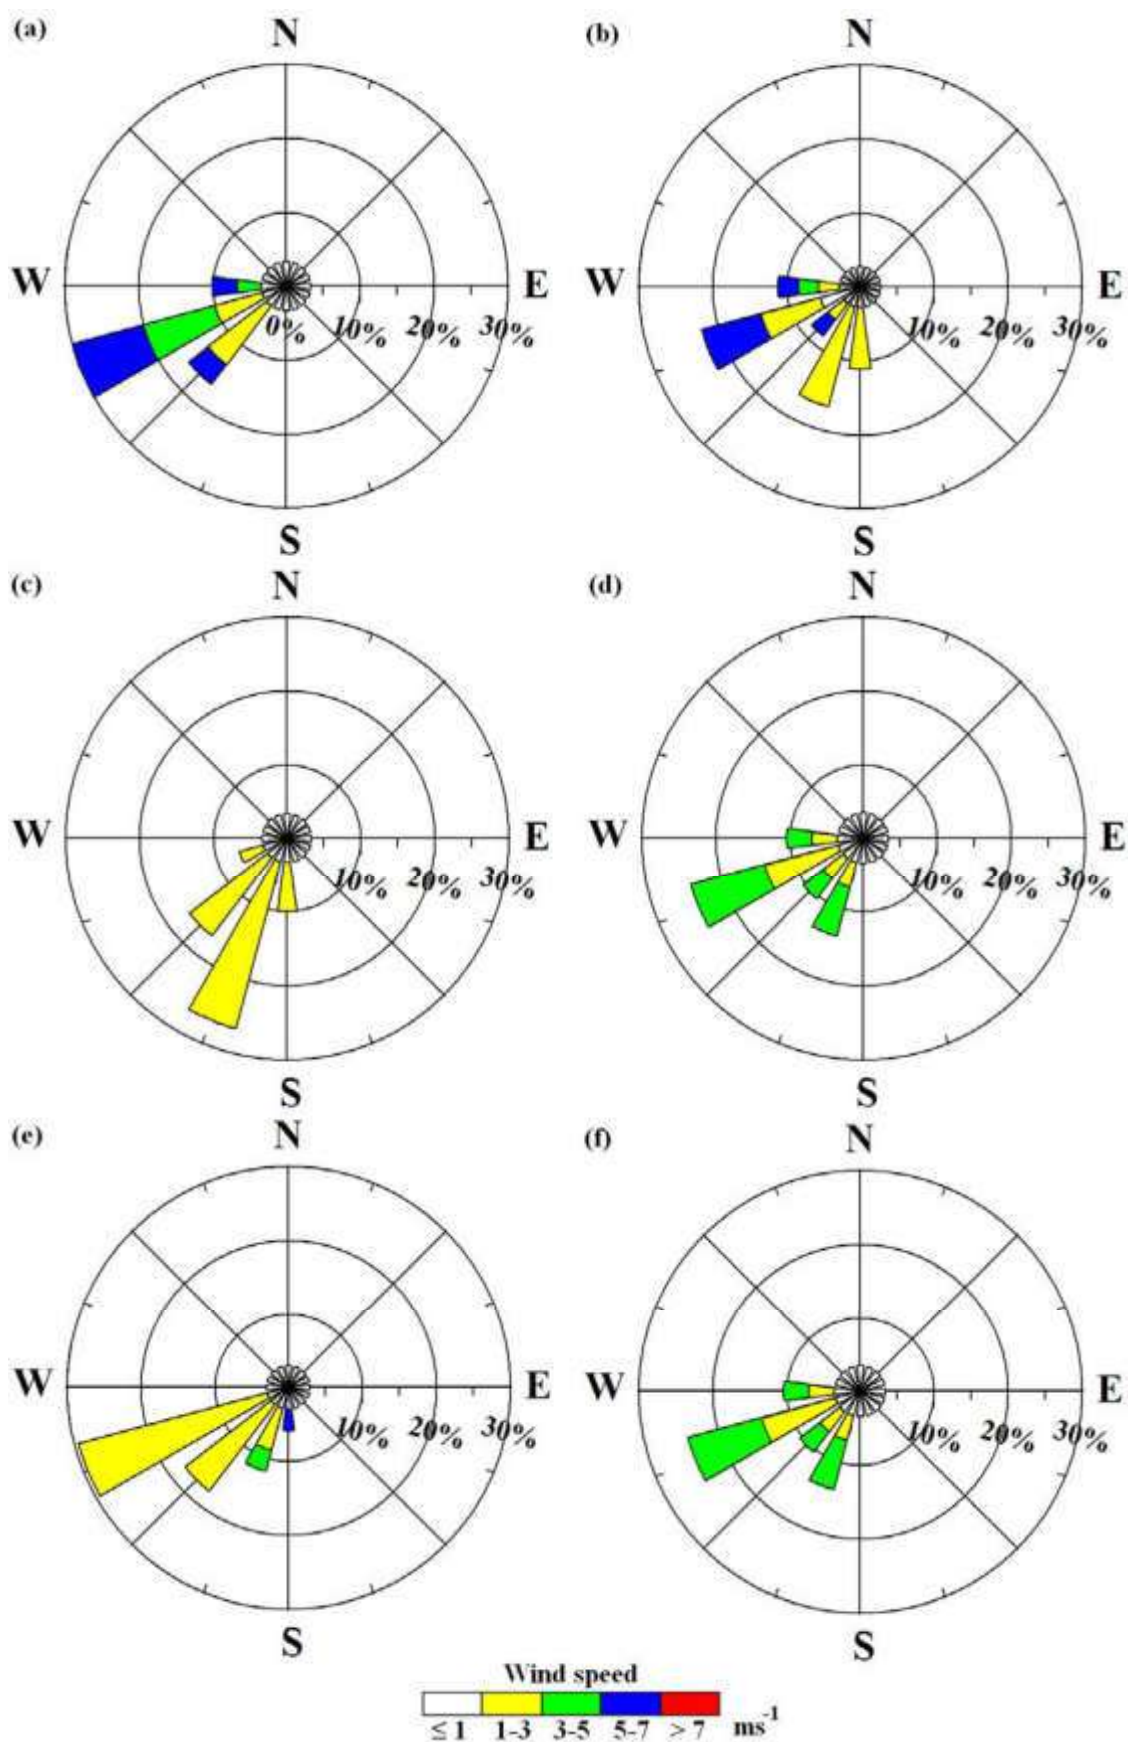 (a) N (b) N
W E W E
0% 10% 20% 30% 10% 20% 30%
S S
(c) N (d) N
W E W E
10% 20% 30% 10% 20% 30%
S S
(e) N (f) N
W E W E
10% 20% 30% 10% 20% 30%
S S
Wind speed
≤ 1 1-3 3-5 5-7 > 7 ms⁻¹